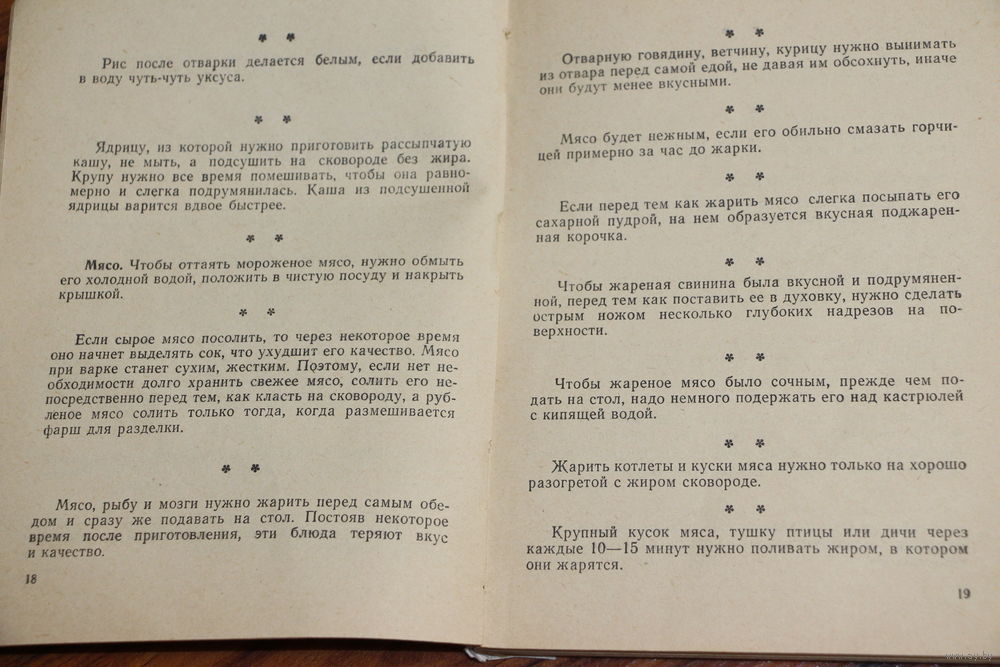 Рис после отварки делается белым, если добавить
в воду чуть-чуть уксуса.
Ядрицу, из которой нужно приготовить рассыпчатую
кашу, не мыть, а подсушить на сковороде без жира.
Крупу нужно все время помешивать, чтобы она равно-
мерно и слегка подрумянилась. Каша из подсушенной
ядрицы варится вдвое быстрее.
Мясо. Чтобы оттаять мороженое мясо, нужно обмыть
его холодной водой, положить в чистую посуду и накрыть
крышкой.
Если сырое мясо посолить, то через некоторое время
оно начнет выделять сок, что ухудшит его качество. Мясо
при варке станет сухим, жестким. Поэтому, если нет не-
обходимости долго хранить свежее мясо, солить его не-
посредственно перед тем, как класть на сковороду, а руб-
леное мясо солить только тогда, когда размешивается
фарш для разделки.
Мясо, рыбу и мозги нужно жарить перед самым обе-
дом и сразу же подавать на стол. Постояв некоторое
время после приготовления, эти блюда теряют вкус
и качество.
18
Отварную говядину, ветчину, курицу нужно вынимать
из отвара перед самой едой, не давая им обсохнуть, иначе
они будут менее вкусными.
Мясо будет нежным, если его обильно смазать горчи-
цей примерно за час до жарки.
Если перед тем как жарить мясо слегка посыпать его
сахарной пудрой, на нем образуется вкусная поджарен-
ная корочка.
Чтобы жареная свинина была вкусной и подрумянен-
ной, перед тем как поставить ее в духовку, нужно сделать
острым ножом несколько глубоких надрезов на по-
верхности.
Чтобы жареное мясо было сочным, прежде чем по-
дать на стол, надо немного подержать его над кастрюлей
с кипящей водой.
Жарить котлеты и куски мяса нужно только на хорошо
разогретой с жиром сковороде.
Крупный кусок мяса, тушку птицы или дичи через
каждые 10—15 минут нужно поливать жиром, в котором
они жарятся.
19